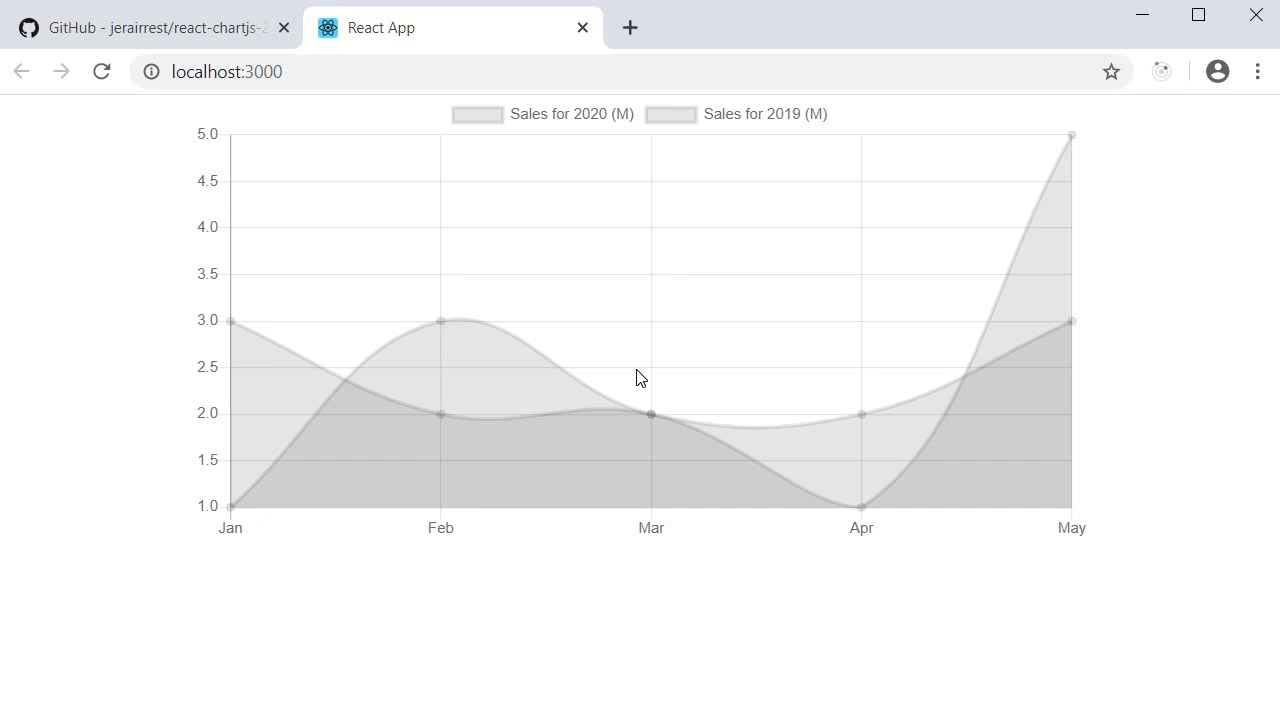 GitHub - jerairrest/react-chartjs-2
React App
localhost:3000
Sales for 2020 (M) Sales for 2019 (M)
5.0
4.5
4.0
3.5
3.0
2.5
2.0
1.5
1.0
Jan Feb Mar Apr May